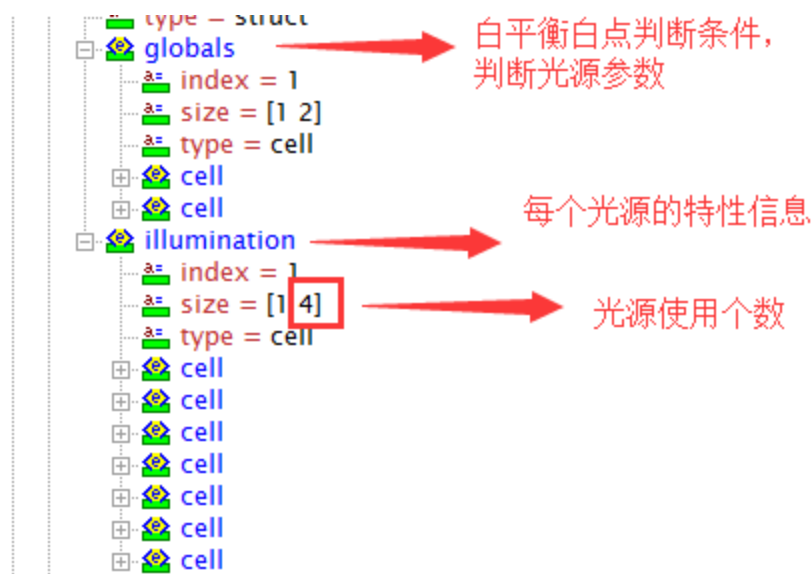 type = struct
globals
白平衡白点判断条件，
判断光源参数
index = 1
size = [1 2]
type = cell
cell
cell
每个光源的特性信息
illumination
index = 1
size = [1 4]
光源使用个数
type = cell
cell
cell
cell
cell
cell
cell
cell